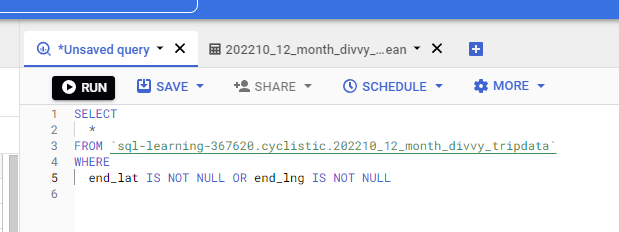 *Unsaved query
202210_12_month_divvy_...ean
RUN
SAVE
SHARE
SCHEDULE
MORE
1 SELECT
2 *
3 FROM `sql-learning-367620.cyclistic.202210_12_month_divvy_tripdata`
4 WHERE
5 end_lat IS NOT NULL OR end_lng IS NOT NULL
6